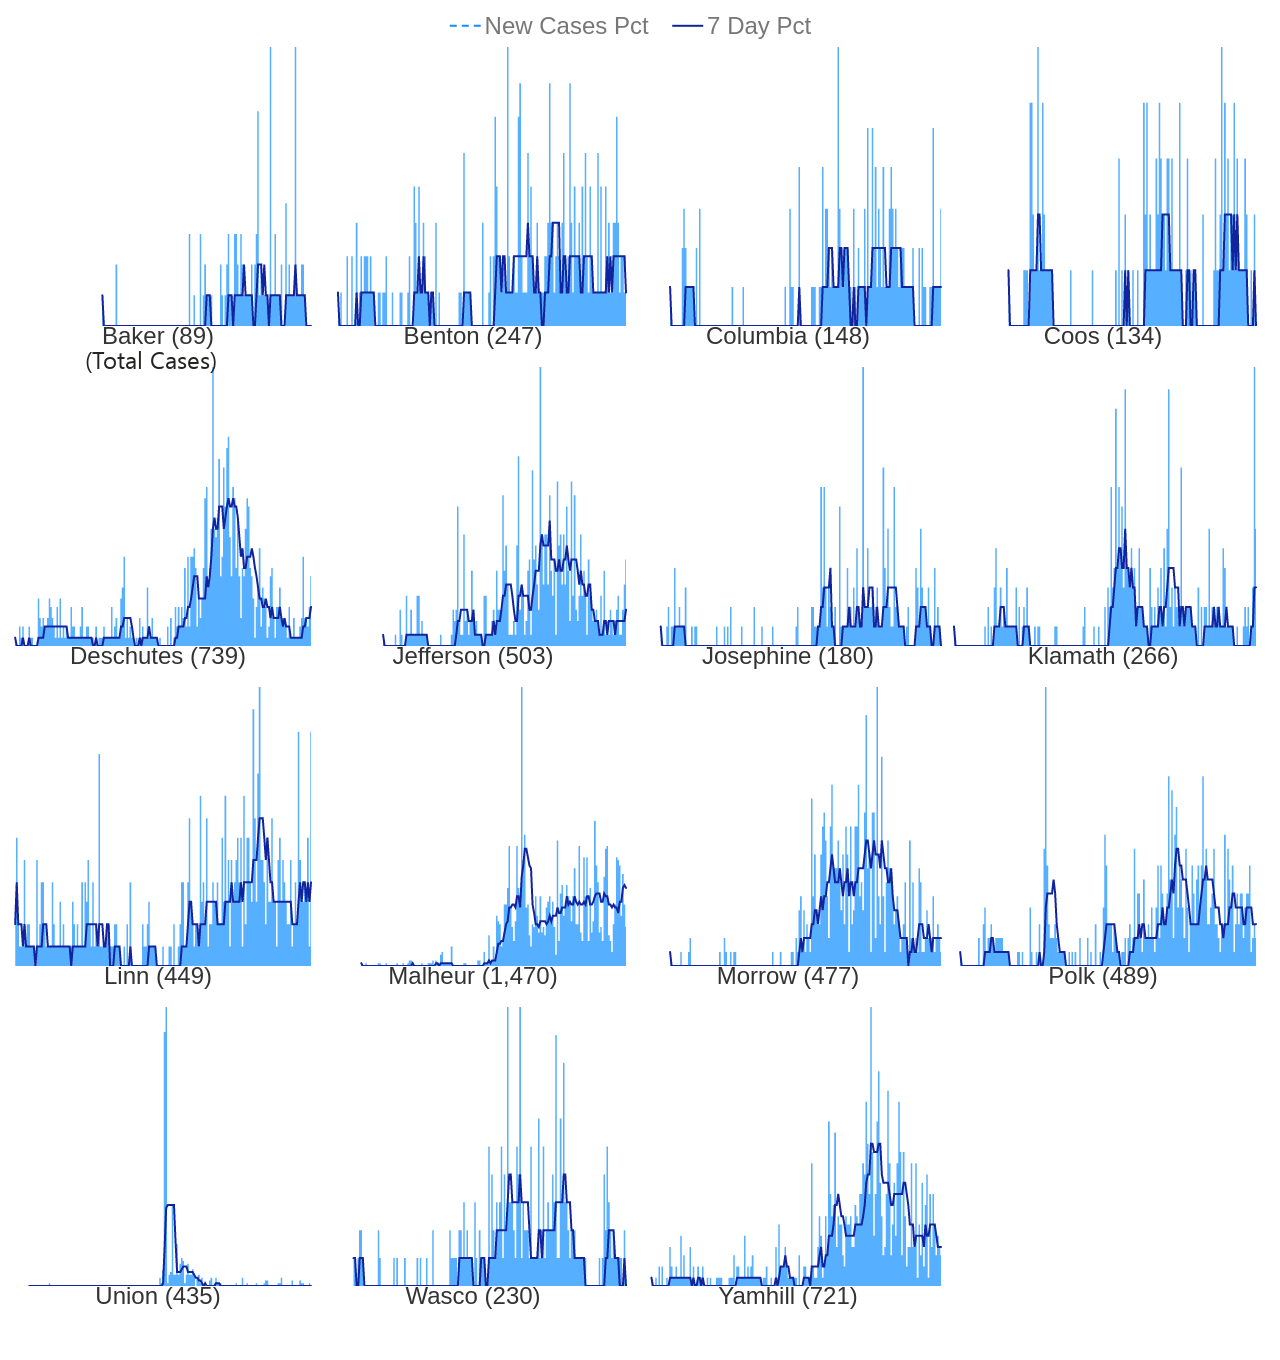 New Cases Pct 7 Day Pct
Baker (89) Benton (247) Columbia (148) Coos (134)
(Total Cases)
Deschutes (739) Jefferson (503) Josephine (180) Klamath (266)
Linn (449) Malheur (1,470) Morrow (477) Polk (489)
Union (435) Wasco (230) Yamhill (721)